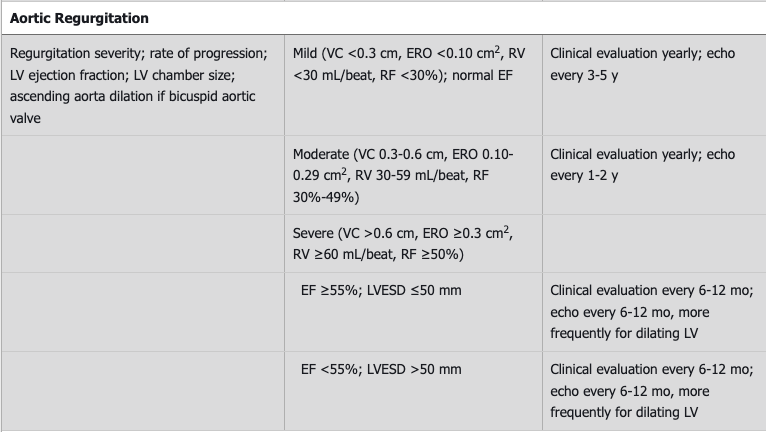 Aortic Regurgitation
Regurgitation severity; rate of progression;
LV ejection fraction; LV chamber size;
ascending aorta dilation if bicuspid aortic
valve
Mild (VC <0.3 cm, ERO <0.10 cm², RV
<30 mL/beat, RF <30%); normal EF
Clinical evaluation yearly; echo
every 3-5 y
Moderate (VC 0.3-0.6 cm, ERO 0.10-
0.29 cm², RV 30-59 mL/beat, RF
30%-49%)
Clinical evaluation yearly; echo
every 1-2 y
Severe (VC >0.6 cm, ERO ≥0.3 cm²,
RV ≥60 mL/beat, RF ≥50%)
EF ≥55%; LVESD ≤50 mm
Clinical evaluation every 6-12 mo;
echo every 6-12 mo, more
frequently for dilating LV
EF <55%; LVESD >50 mm
Clinical evaluation every 6-12 mo;
echo every 6-12 mo, more
frequently for dilating LV